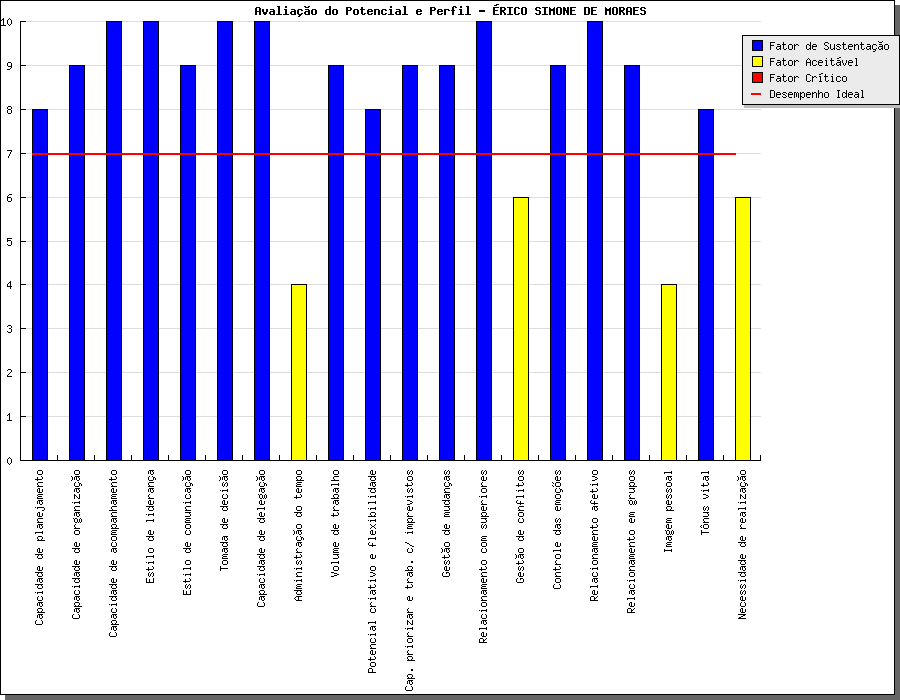 Avaliação do Potencial e Perfil - ÉRICO SIMONE DE MORAES
Fator de Sustentação
Fator Aceitável
Fator Crítico
Desempenho Ideal
10
9
8
7
6
5
4
3
2
1
0
Capacidade de planejamento
Capacidade de organização
Capacidade de acompanhamento
Estilo de liderança
Estilo de comunicação
Tomada de decisão
Capacidade de delegação
Administração do tempo
Volume de trabalho
Potencial criativo e flexibilidade
Cap. priorizar e trab. c/ imprevistos
Gestão de mudanças
Relacionamento com superiores
Gestão de conflitos
Controle das emoções
Relacionamento afetivo
Relacionamento em grupos
Imagem pessoal
Tônus vital
Necessidade de realização